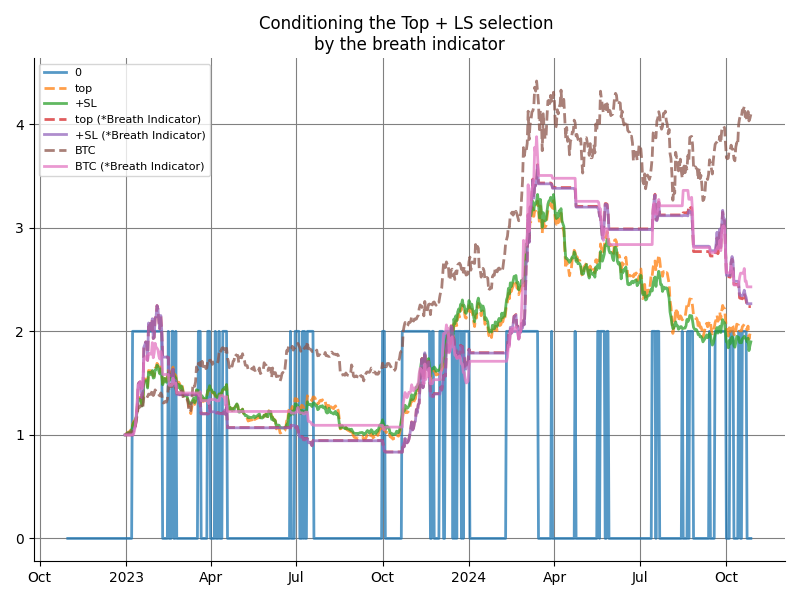 Conditioning the Top + LS selection
by the breath indicator
0
top
+SL
top (*Breath Indicator)
+SL (*Breath Indicator)
BTC
BTC (*Breath Indicator)
4
3
2
1
0
Oct
2023
Apr
Jul
Oct
2024
Apr
Jul
Oct